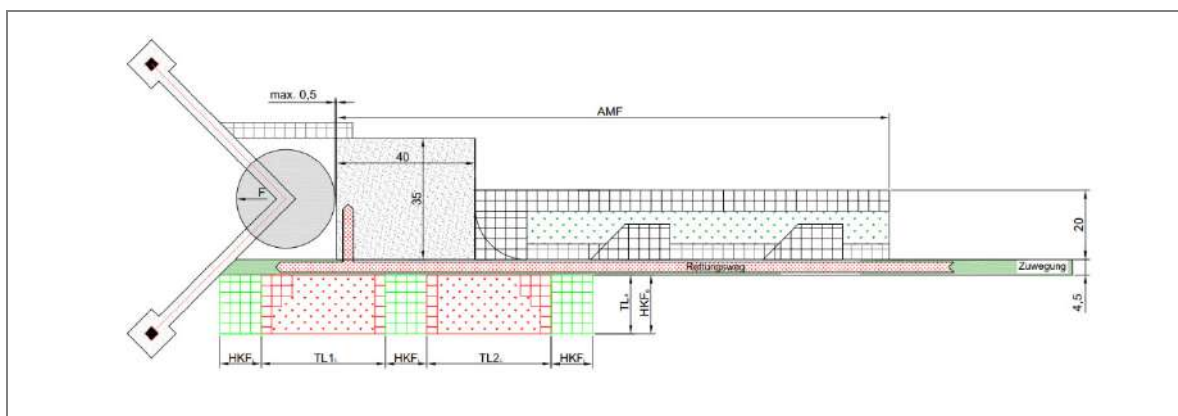 max. 0,5
AMF
40
35
F
20
Rettungsweg
Zuwegung
4,5
TL
HKF
HKF
TL1
HKF
TL2
HKF